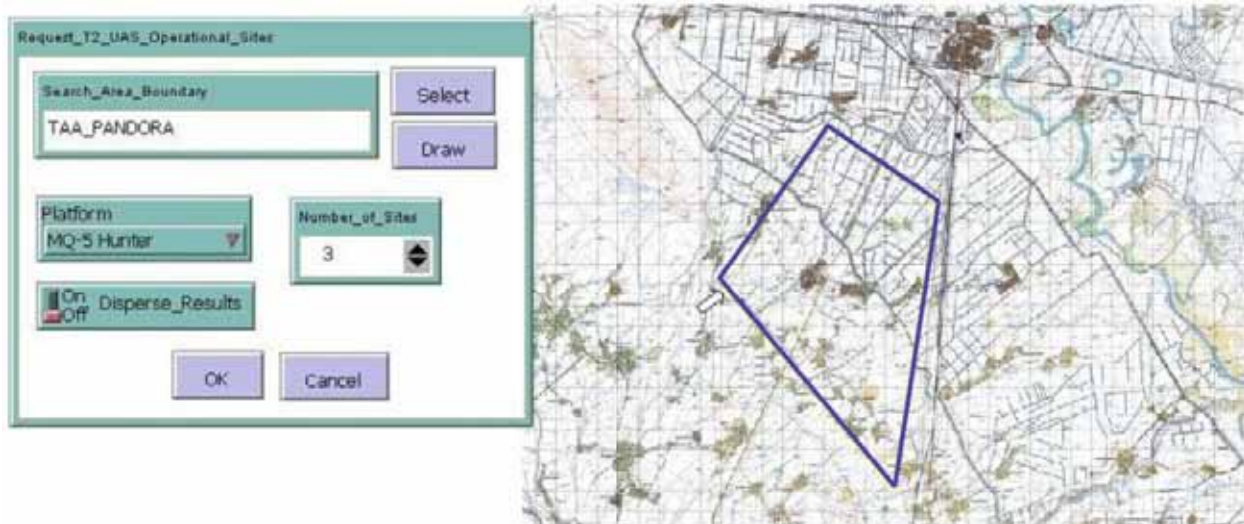 Request_T2_UAS_Operational_Sites
Search_Area_Boundary
Select
TAA_PANDORA
Draw
Platform
Number_of_Sites
MQ-5 Hunter
3
On
Off
Disperse_Results
OK
Cancel